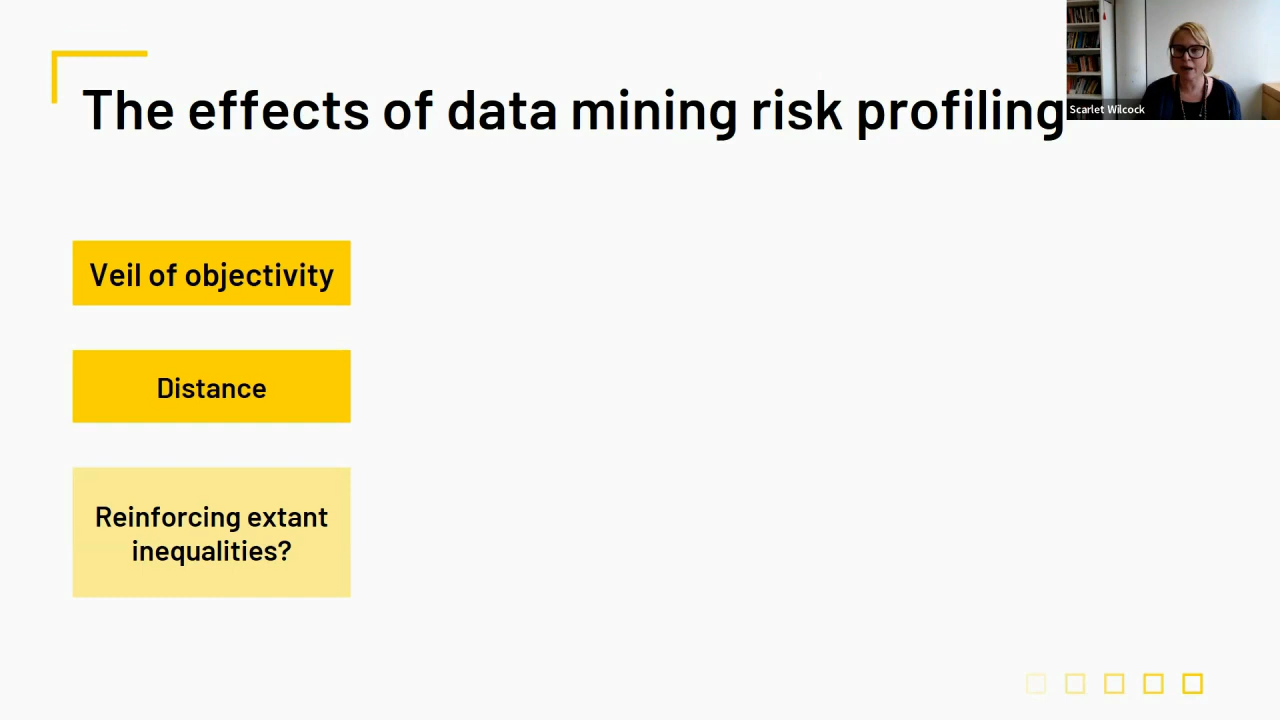 The effects of data mining risk profiling
Scarlet Wilcock
Veil of objectivity
Distance
Reinforcing extant
inequalities?